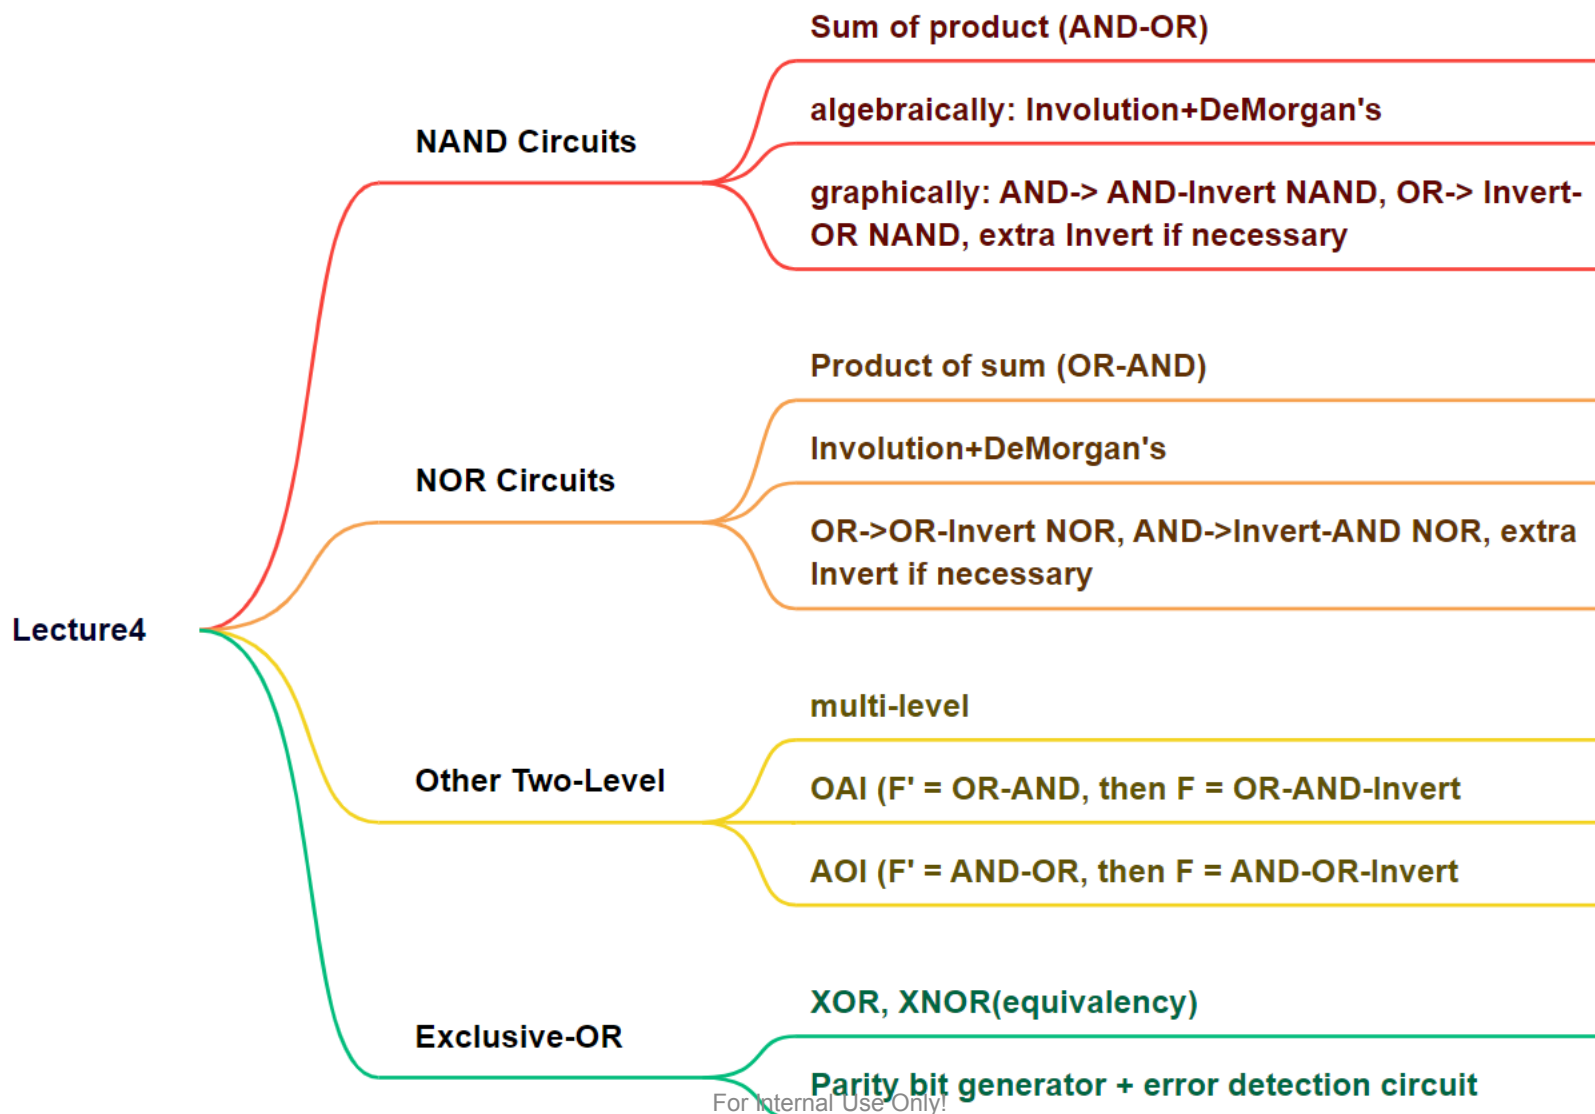 Sum of product (AND-OR)
algebraically: Involution+DeMorgan's
NAND Circuits
graphically: AND-> AND-Invert NAND, OR-> Invert-
OR NAND, extra Invert if necessary
Product of sum (OR-AND)
Involution+DeMorgan's
NOR Circuits
OR->OR-Invert NOR, AND->Invert-AND NOR, extra
Invert if necessary
Lecture4
multi-level
Other Two-Level
OAI (F' = OR-AND, then F = OR-AND-Invert
AOI (F' = AND-OR, then F = AND-OR-Invert
XOR, XNOR(equivalency)
Exclusive-OR
Parity bit generator + error detection circuit
For Internal Use Only!